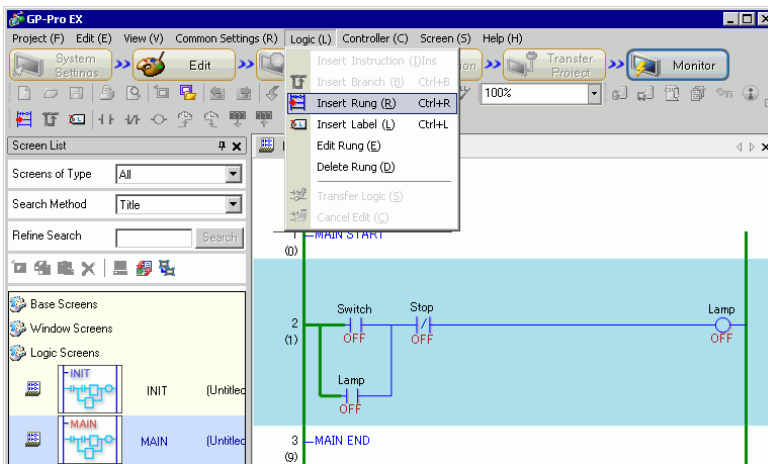 GP-Pro EX
Project (F) Edit (E) View (V) Common Settings (R) Logic (L) Controller (C) Screen (S) Help (H)
System Settings
Edit
Transfer Project
Monitor
Insert Instruction (I)Ins
Insert Branch (B) Ctrl+B
Insert Rung (R) Ctrl+R
Insert Label (L) Ctrl+L
Edit Rung (E)
Delete Rung (D)
Transfer Logic (S)
Cancel Edit (C)
100%
Screen List
Screens of Type All
Search Method Title
Refine Search Search
Base Screens
Window Screens
Logic Screens
INIT
INIT (Untitled
MAIN
MAIN (Untitled
1 MAIN START
(0)
Switch Stop Lamp
2
(1) OFF OFF OFF
Lamp
OFF
3 MAIN END
(9)